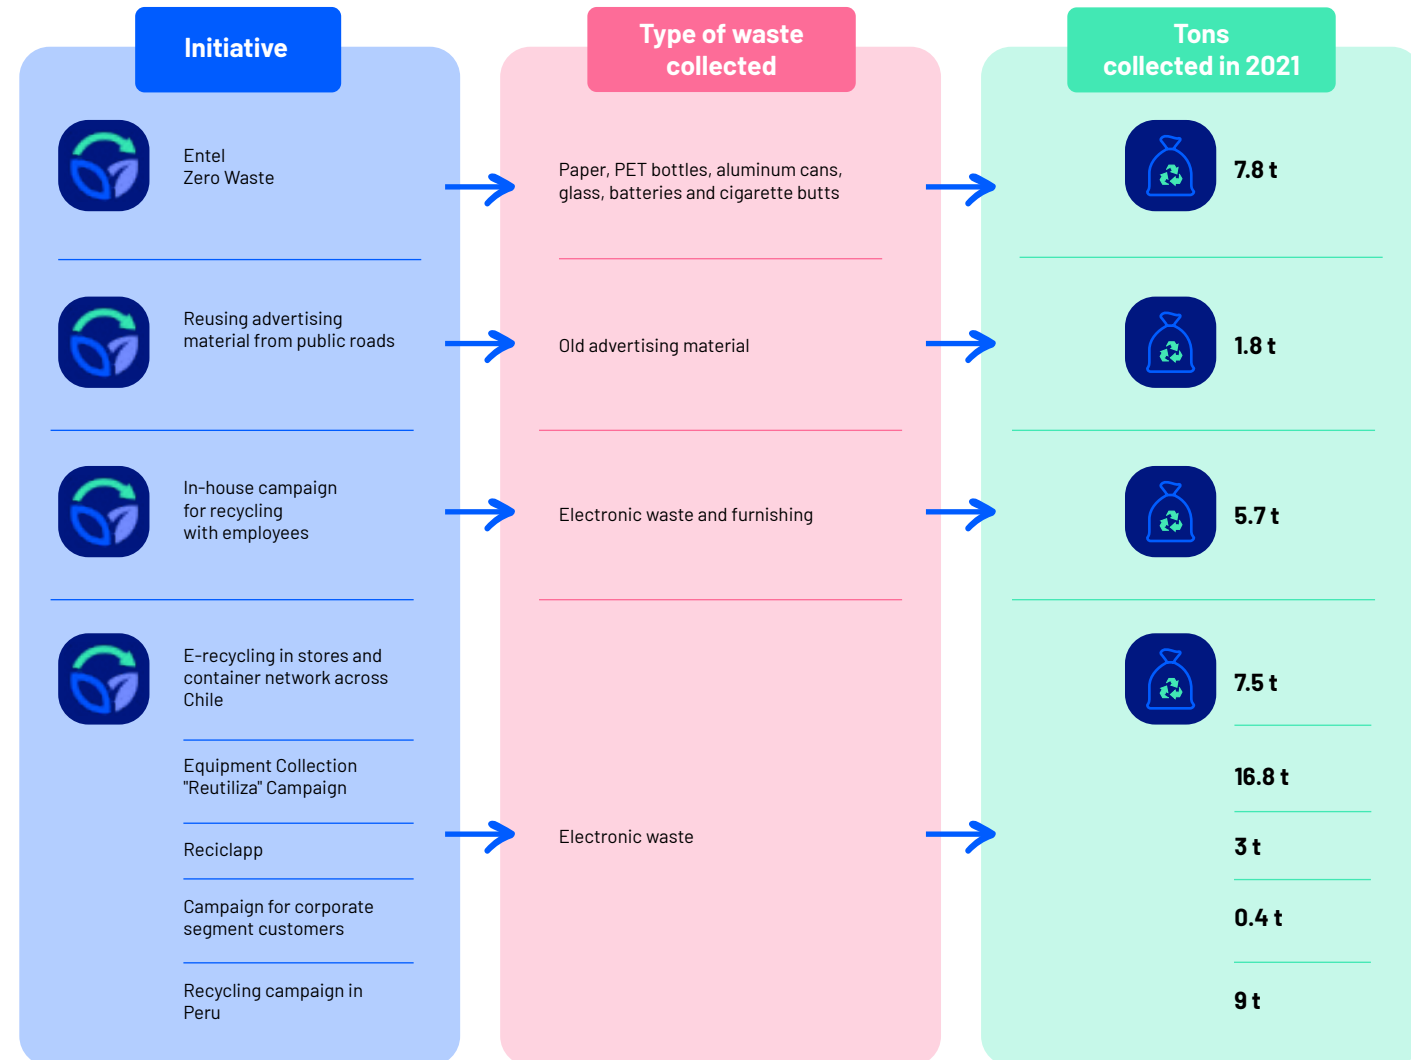 Initiative
Type of waste
collected
Tons
collected in 2021
Entel
Zero Waste
Paper, PET bottles, aluminum cans,
glass, batteries and cigarette butts
7.8 t
Reusing advertising
material from public roads
Old advertising material
1.8 t
In-house campaign
for recycling
with employees
Electronic waste and furnishing
5.7 t
E-recycling in stores and
container network across
Chile
7.5 t
Equipment Collection
"Reutiliza" Campaign
16.8 t
Reciclapp
Electronic waste
3 t
Campaign for corporate
segment customers
0.4 t
Recycling campaign in
Peru
9 t